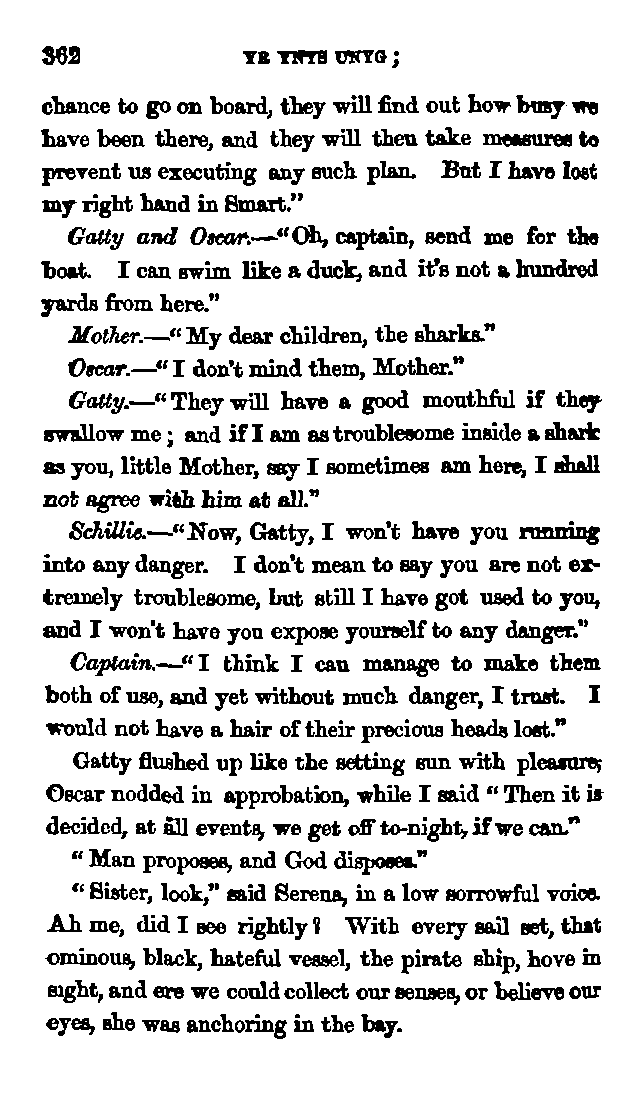 362 YE YNYS UNYG;
chance to go on board, they will find out how busy we
have been there, and they will then take measures to
prevent us executing any such plan. But I have lost
my right hand in Smart."
Gatty and Oscar.—"Oh, captain, send me for the
boat. I can swim like a duck, and it's not a hundred
yards from here."
Mother.—"My dear children, the sharks."
Oscar.—"I don't mind them, Mother."
Gatty.—"They will have a good mouthful if they
swallow me; and if I am as troublesome inside a shark
as you, little Mother, say I sometimes am here, I shall
not agree with him at all."
Schillie.—"Now, Gatty, I won't have you running
into any danger. I don't mean to say you are not ex-
tremely troublesome, but still I have got used to you,
and I won't have you expose yourself to any danger."
Captain.—"I think I can manage to make them
both of use, and yet without much danger, I trust. I
would not have a hair of their precious heads lost."
Gatty flushed up like the setting sun with pleasure;
Oscar nodded in approbation, while I said "Then it is
decided, at all events, we get off to-night, if we can."
"Man proposes, and God disposes."
"Sister, look," said Serena, in a low sorrowful voice.
Ah me, did I see rightly? With every sail set, that
ominous, black, hateful vessel, the pirate ship, hove in
sight, and ere we could collect our senses, or believe our
eyes, she was anchoring in the bay.